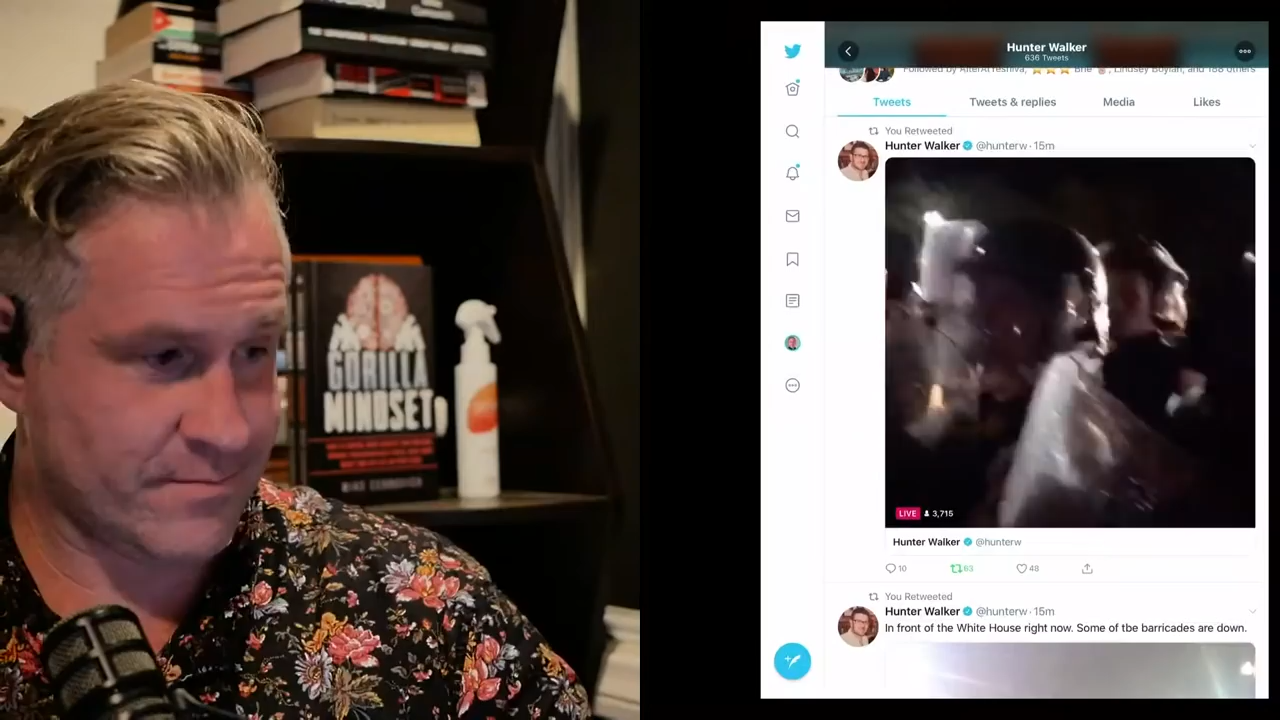 GORILLA
MINDSET
MIKE CERNOVICH
Hunter Walker
636 Tweets
Tweets
Tweets & replies
Media
Likes
You Retweeted
Hunter Walker @hunterw · 15m
LIVE 3,715
Hunter Walker @hunterw
10
63
48
You Retweeted
Hunter Walker @hunterw · 15m
In front of the White House right now. Some of tbe barricades are down.